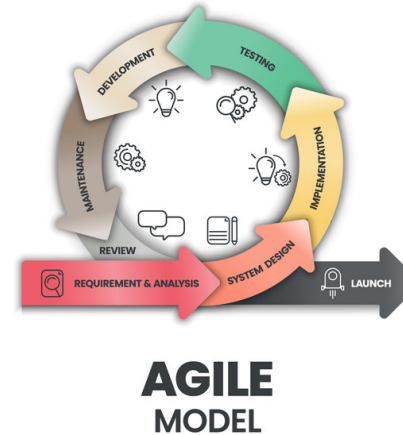 DEVELOPMENT
TESTING
MAINTENANCE
IMPLEMENTATION
REVIEW
REQUIREMENT & ANALYSIS
SYSTEM DESIGN
LAUNCH
AGILE
MODEL